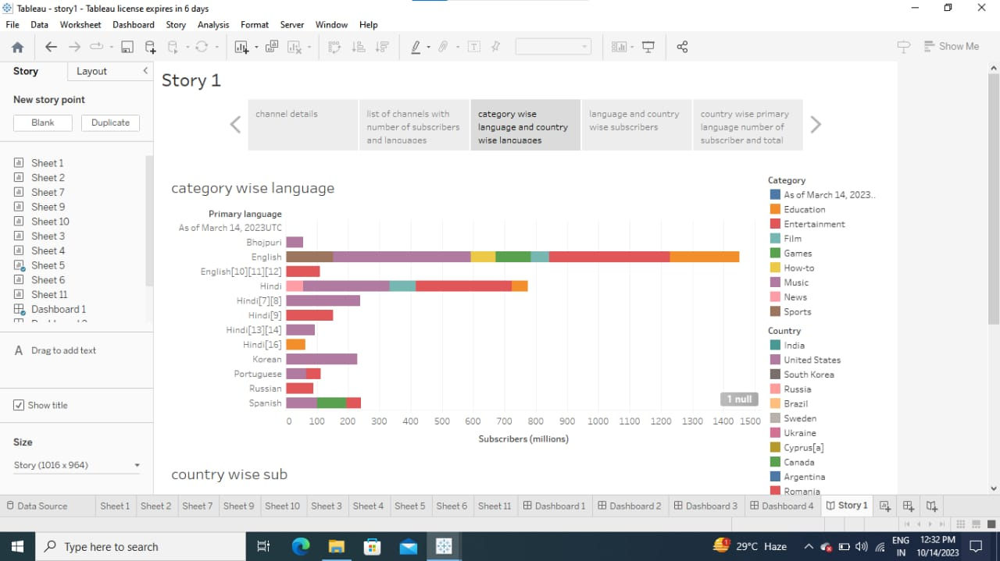 Tableau - story1 - Tableau license expires in 6 days
File Data Worksheet Dashboard Story Analysis Format Server Window Help
Show Me
Story Layout
New story point
Blank Duplicate
Sheet 1
Sheet 2
Sheet 7
Sheet 9
Sheet 10
Sheet 3
Sheet 4
Sheet 5
Sheet 6
Sheet 11
Dashboard 1
A Drag to add text
Show title
Size
Story (1016 x 964)
Story 1
channel details
list of channels with
number of subscribers
and languages
category wise
language and country
wise languages
language and country
wise subscribers
country wise primary
language number of
subscriber and total
category wise language
Primary language
As of March 14, 2023UTC
Bhojpuri
English
English[10][11][12]
Hindi
Hindi[7][8]
Hindi[9]
Hindi[13][14]
Hindi[16]
Korean
Portuguese
Russian
Spanish
1 null
0 100 200 300 400 500 600 700 800 900 1000 1100 1200 1300 1400 1500
Subscribers (millions)
country wise sub
Category
As of March 14, 2023..
Education
Entertainment
Film
Games
How-to
Music
News
Sports
Country
India
United States
South Korea
Russia
Brazil
Sweden
Ukraine
Cyprus[a]
Canada
Argentina
Romania
Data Source Sheet 1 Sheet 2 Sheet 7 Sheet 9 Sheet 10 Sheet 3 Sheet 4 Sheet 5 Sheet 6 Sheet 11 Dashboard 1 Dashboard 2 Dashboard 3 Dashboard 4 Story 1
Type here to search
1
29°C Haze
ENG
IN
12:32 PM
10/14/2023